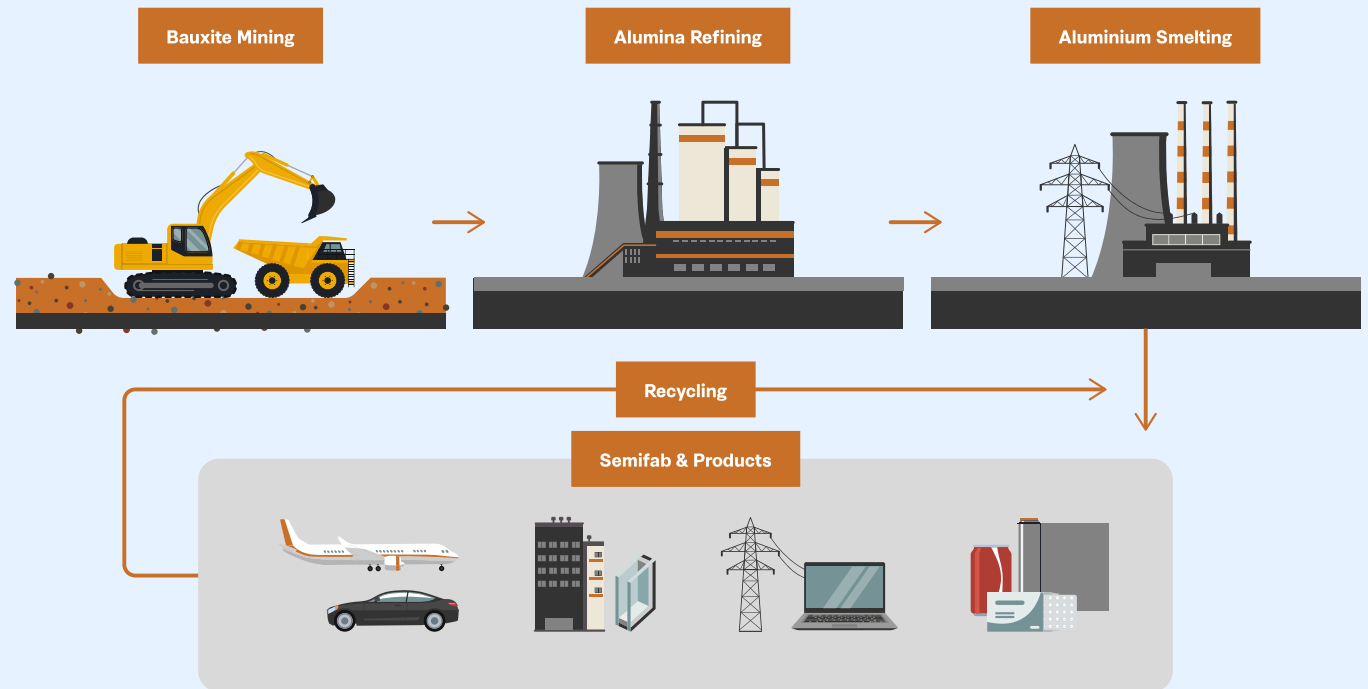 Bauxite Mining
Alumina Refining
Aluminium Smelting
Recycling
Semifab & Products